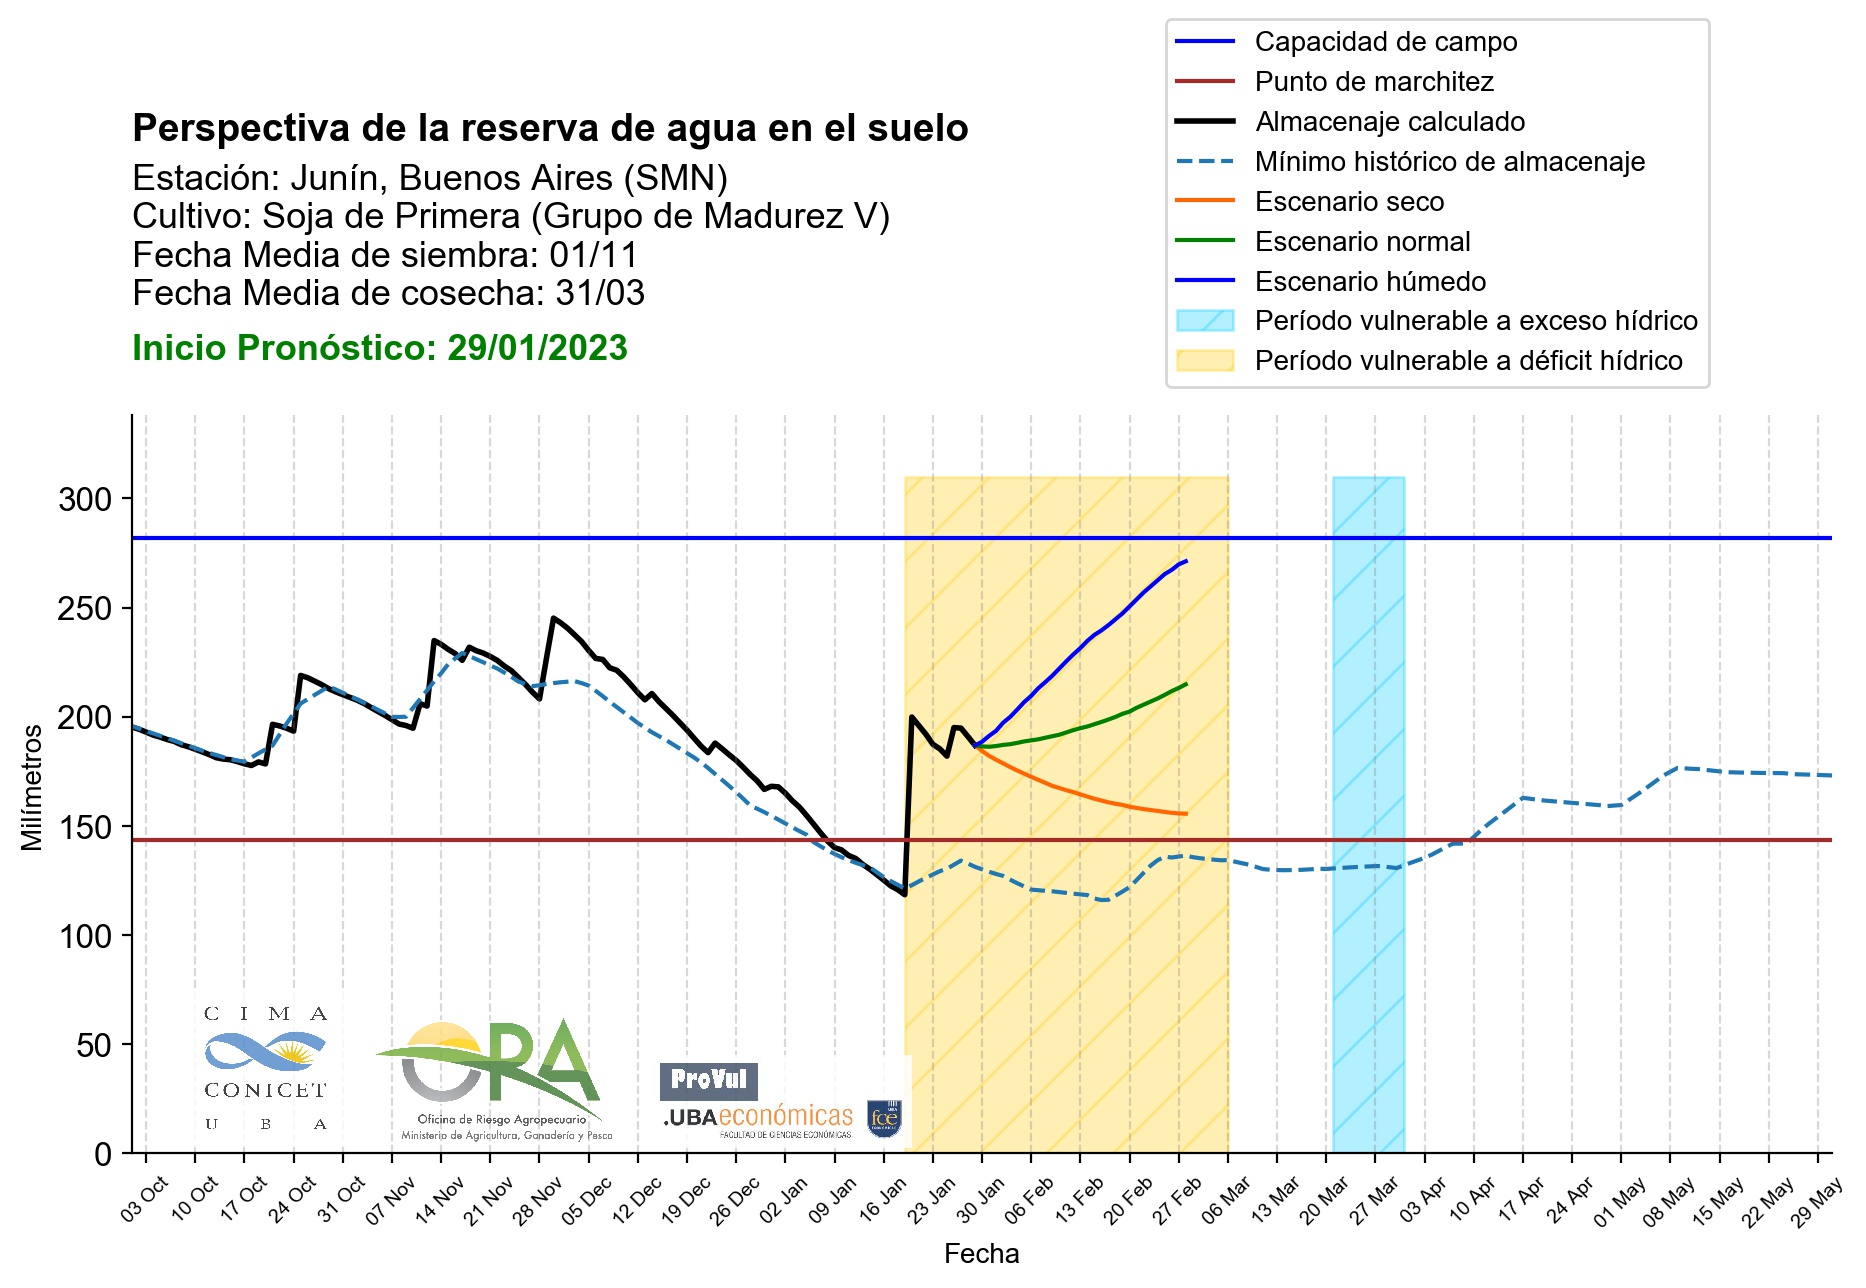 Capacidad de campo
Punto de marchitez
Almacenaje calculado
Mínimo histórico de almacenaje
Escenario seco
Escenario normal
Escenario húmedo
Período vulnerable a exceso hídrico
Período vulnerable a déficit hídrico
Perspectiva de la reserva de agua en el suelo
Estación: Junín, Buenos Aires (SMN)
Cultivo: Soja de Primera (Grupo de Madurez V)
Fecha Media de siembra: 01/11
Fecha Media de cosecha: 31/03
Inicio Pronóstico: 29/01/2023
300
250
200
150
100
50
0
Milímetros
CIMA
CONICET
UBA
ORA
Oficina de Riesgo Agropecuario
Ministerio de Agricultura, Ganadería y Pesca
ProVul
.UBAeconómicas
FACULTAD DE CIENCIAS ECONÓMICAS
fce
03 Oct
10 Oct
17 Oct
24 Oct
31 Oct
07 Nov
14 Nov
21 Nov
28 Nov
05 Dec
12 Dec
19 Dec
26 Dec
02 Jan
09 Jan
16 Jan
23 Jan
30 Jan
06 Feb
13 Feb
20 Feb
27 Feb
06 Mar
13 Mar
20 Mar
27 Mar
03 Apr
10 Apr
17 Apr
24 Apr
01 May
08 May
15 May
22 May
29 May
Fecha